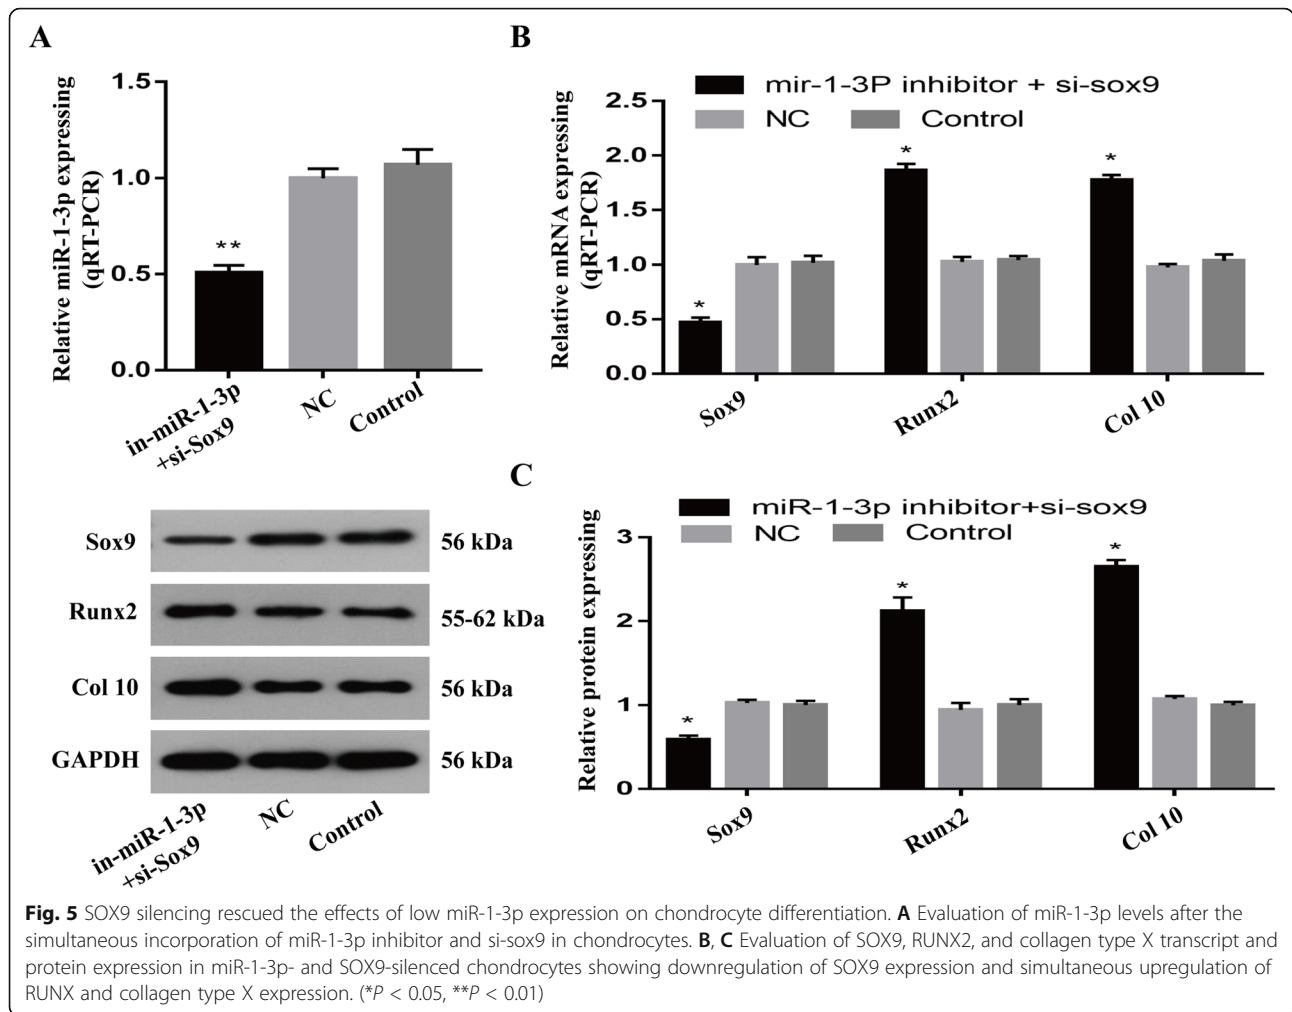 A
Relative miR-1-3p expressing
(qRT-PCR)
1.5
1.0
0.5
0.0
**
in-miR-1-3p
+si-Sox9
NC
Control
B
mir-1-3P inhibitor + si-sox9
NC
Control
Relative mRNA expressing
(qRT-PCR)
2.5
2.0
1.5
1.0
0.5
0.0
*
*
*
Sox9
Runx2
Col 10
Sox9
56 kDa
Runx2
55-62 kDa
Col 10
56 kDa
GAPDH
56 kDa
in-miR-1-3p
+si-Sox9
NC
Control
C
miR-1-3p inhibitor+si-sox9
NC
Control
Relative protein expressing
3
2
1
0
*
*
*
Sox9
Runx2
Col 10
Fig. 5 SOX9 silencing rescued the effects of low miR-1-3p expression on chondrocyte differentiation. A Evaluation of miR-1-3p levels after the
simultaneous incorporation of miR-1-3p inhibitor and si-sox9 in chondrocytes. B, C Evaluation of SOX9, RUNX2, and collagen type X transcript and
protein expression in miR-1-3p- and SOX9-silenced chondrocytes showing downregulation of SOX9 expression and simultaneous upregulation of
RUNX and collagen type X expression. (*P < 0.05, **P < 0.01)